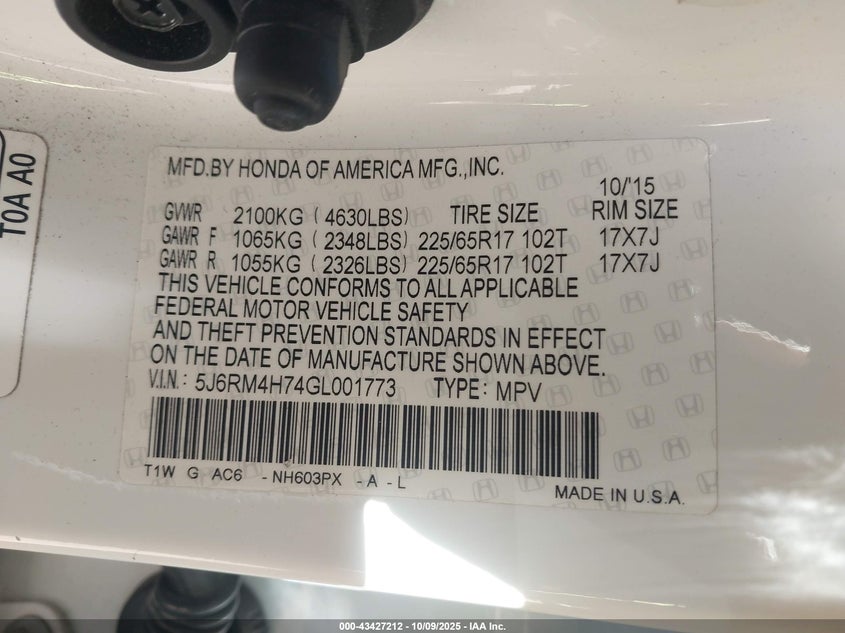 T0A A0
MFD.BY HONDA OF AMERICA MFG.,INC.
10/'15
GVWR 2100KG ( 4630LBS) TIRE SIZE RIM SIZE
GAWR F 1065KG ( 2348LBS) 225/65R17 102T 17X7J
GAWR R 1055KG ( 2326LBS) 225/65R17 102T 17X7J
THIS VEHICLE CONFORMS TO ALL APPLICABLE
FEDERAL MOTOR VEHICLE SAFETY
AND THEFT PREVENTION STANDARDS IN EFFECT
ON THE DATE OF MANUFACTURE SHOWN ABOVE.
V.I.N.: 5J6RM4H74GL001773 TYPE: MPV
T1W G AC6 -NH603PX -A -L
MADE IN U.S.A.
000-43427212 - 10/09/2025 - IAA Inc.